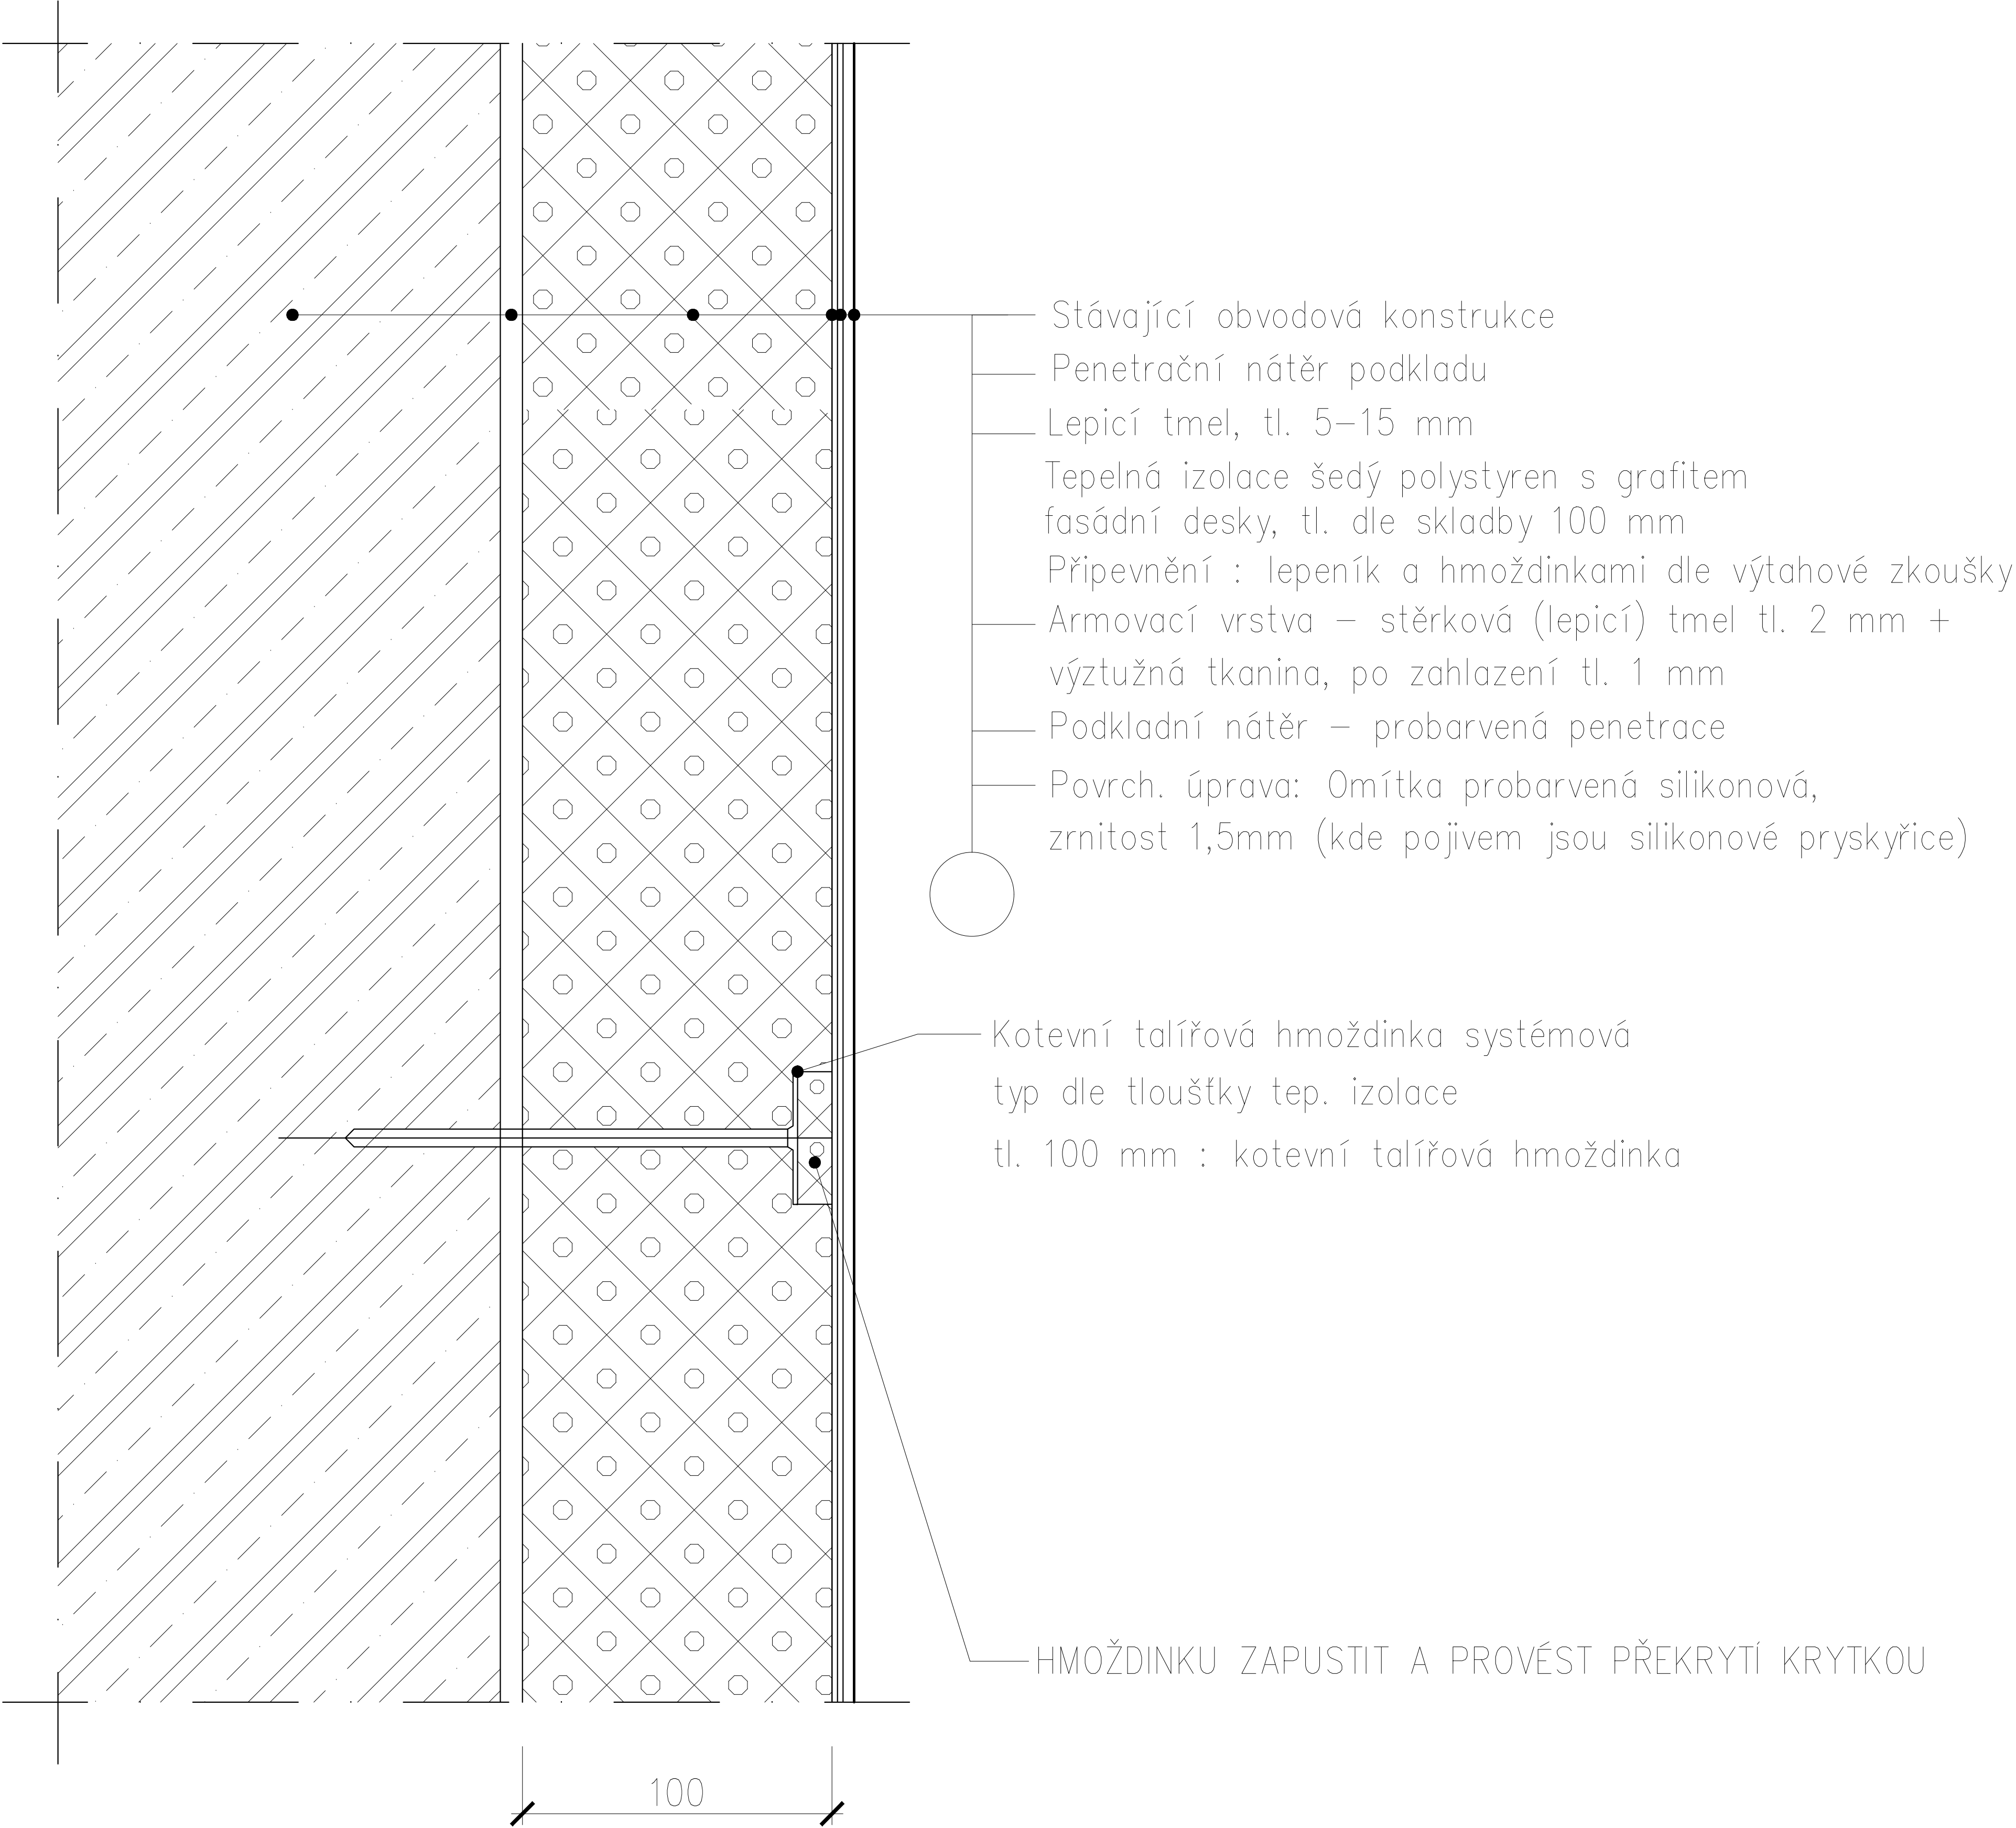 Stávající obvodová konstrukce
Penetrační nátěr podkladu
Lepicí tmel, tl. 5–15 mm
Tepelná izolace šedý polystyren s grafitem
fasádní desky, tl. dle skladby 100 mm
Připevnění : lepeník a hmoždinkami dle výtahové zkoušky
Armovací vrstva – stěrková (lepicí) tmel tl. 2 mm +
výztužná tkanina, po zahlazení tl. 1 mm
Podkladní nátěr – probarvená penetrace
Povrch. úprava: Omítka probarvená silikonová,
zrnitost 1,5mm (kde pojivem jsou silikonové pryskyřice)
Kotevní talířová hmoždinka systémová
typ dle tloušťky tep. izolace
tl. 100 mm : kotevní talířová hmoždinka
HMOŽDINKU ZAPUSTIT A PROVÉST PŘEKRYTÍ KRYTKOU
100